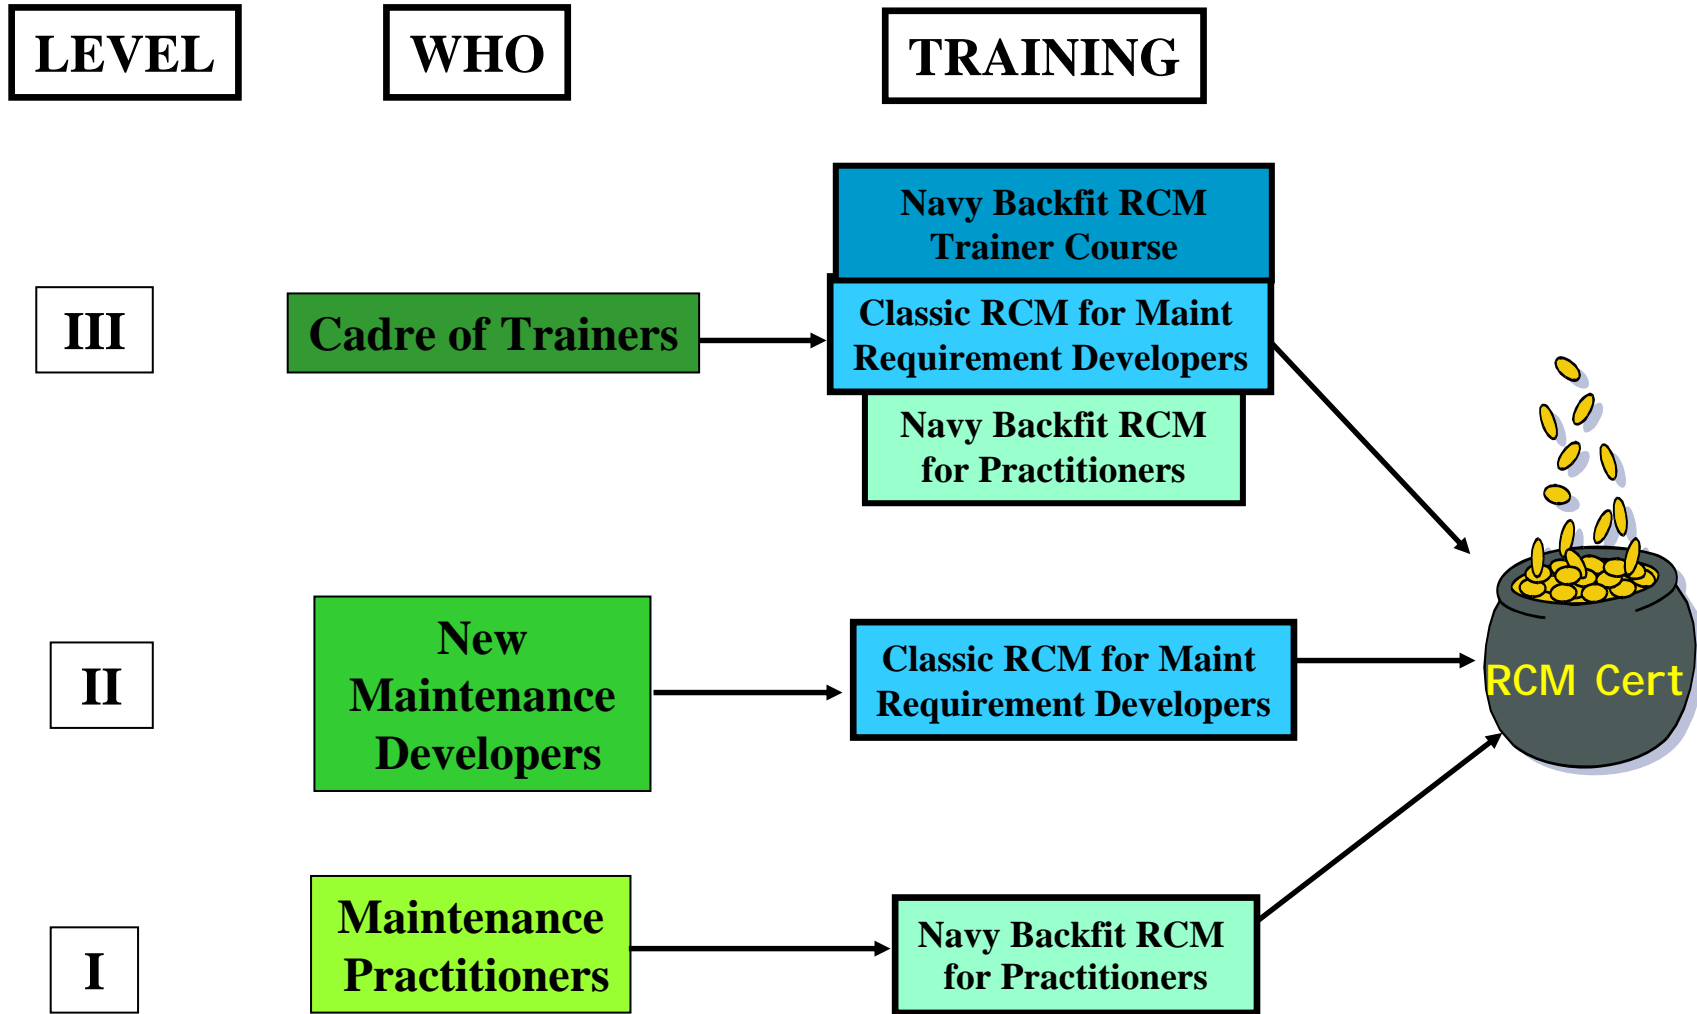 LEVEL
WHO
TRAINING
III
Cadre of Trainers
Navy Backfit RCM
Trainer Course
Classic RCM for Maint
Requirement Developers
Navy Backfit RCM
for Practitioners
II
New
Maintenance
Developers
Classic RCM for Maint
Requirement Developers
RCM Cert
I
Maintenance
Practitioners
Navy Backfit RCM
for Practitioners